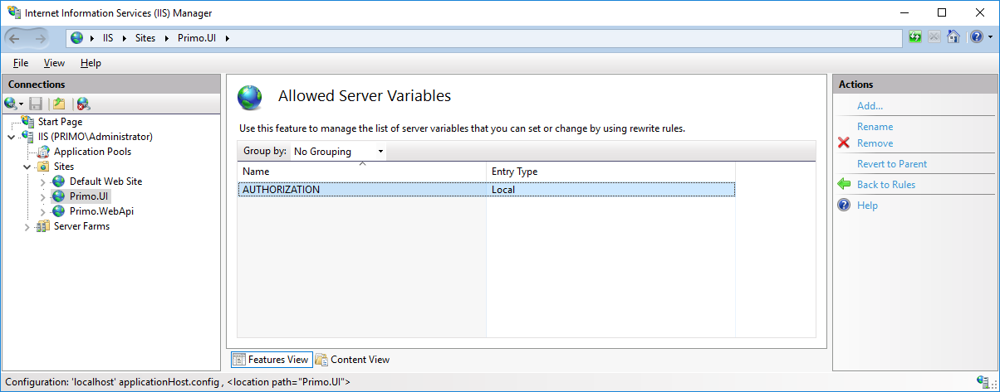 Internet Information Services (IIS) Manager
IIS Sites Primo.UI
File View Help
Connections
Start Page
IIS (PRIMO\Administrator)
Application Pools
Sites
Default Web Site
Primo.UI
Primo.WebApi
Server Farms
Allowed Server Variables
Use this feature to manage the list of server variables that you can set or change by using rewrite rules.
Group by: No Grouping
Name Entry Type
AUTHORIZATION Local
Features View Content View
Actions
Add...
Rename
Remove
Revert to Parent
Back to Rules
Help
Configuration: 'localhost' applicationHost.config , <location path="Primo.UI">